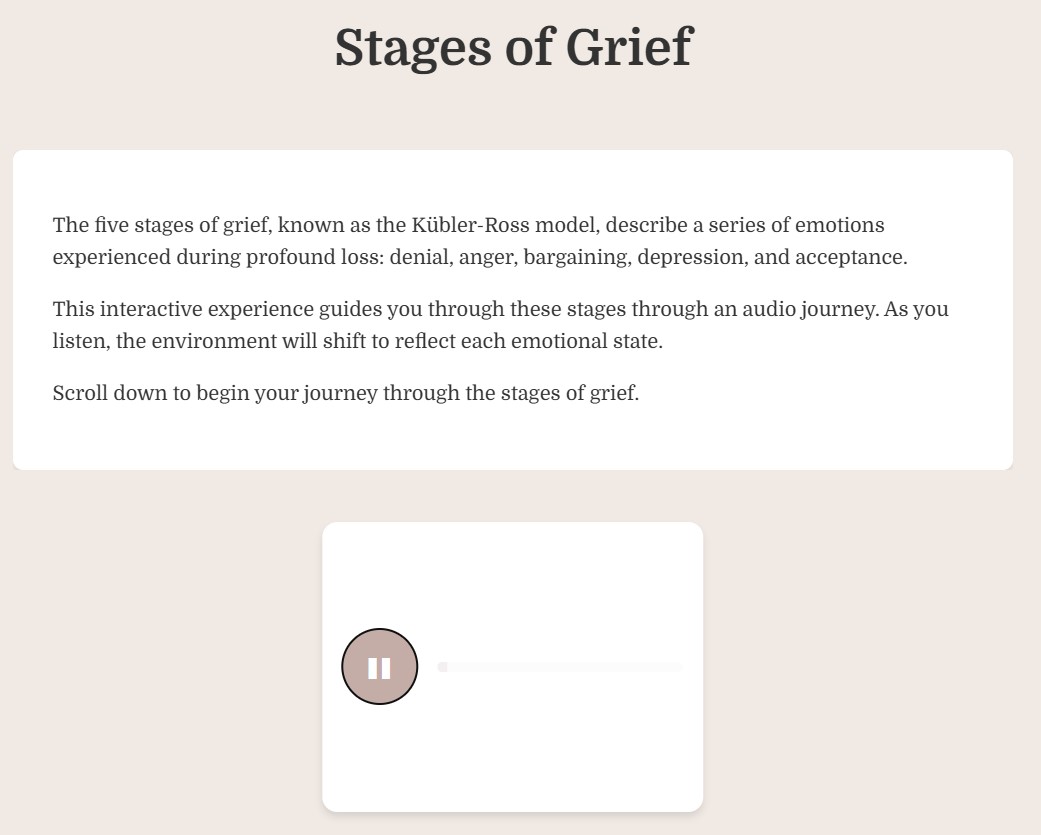 Stages of Grief
The five stages of grief, known as the Kübler-Ross model, describe a series of emotions
experienced during profound loss: denial, anger, bargaining, depression, and acceptance.
This interactive experience guides you through these stages through an audio journey. As you
listen, the environment will shift to reflect each emotional state.
Scroll down to begin your journey through the stages of grief.